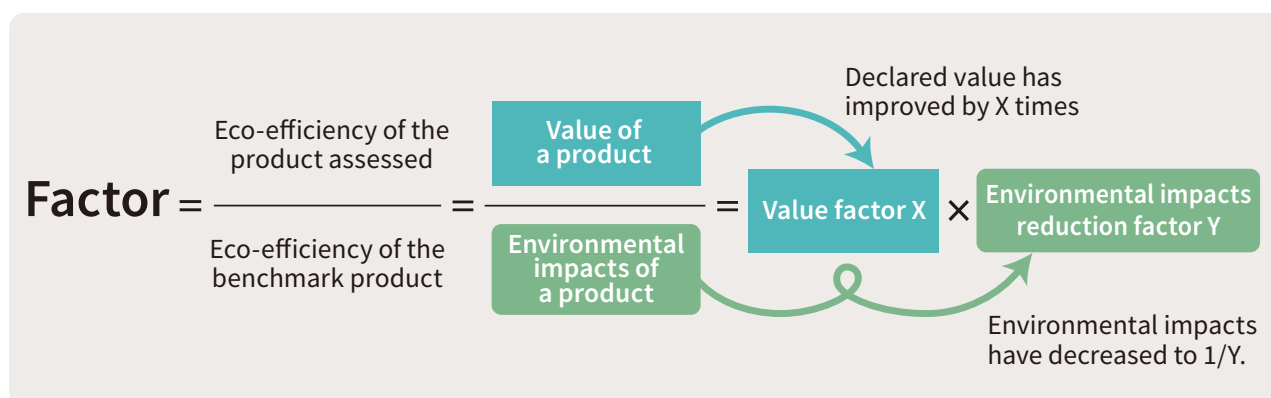 Factor =
Eco-efficiency of the
product assessed
Eco-efficiency of the
benchmark product
=
Value of
a product
Environmental
impacts of
a product
=
Value factor X
×
Environmental impacts
reduction factor Y
Declared value has
improved by X times
Environmental impacts
have decreased to 1/Y.